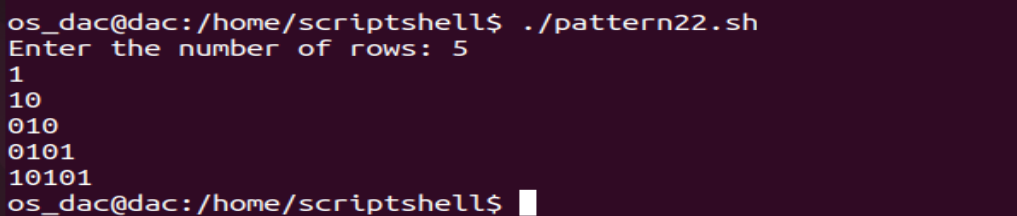 os_dac@dac:/home/scriptshell$ ./pattern22.sh
Enter the number of rows: 5
1
10
010
0101
10101
os_dac@dac:/home/scriptshell$